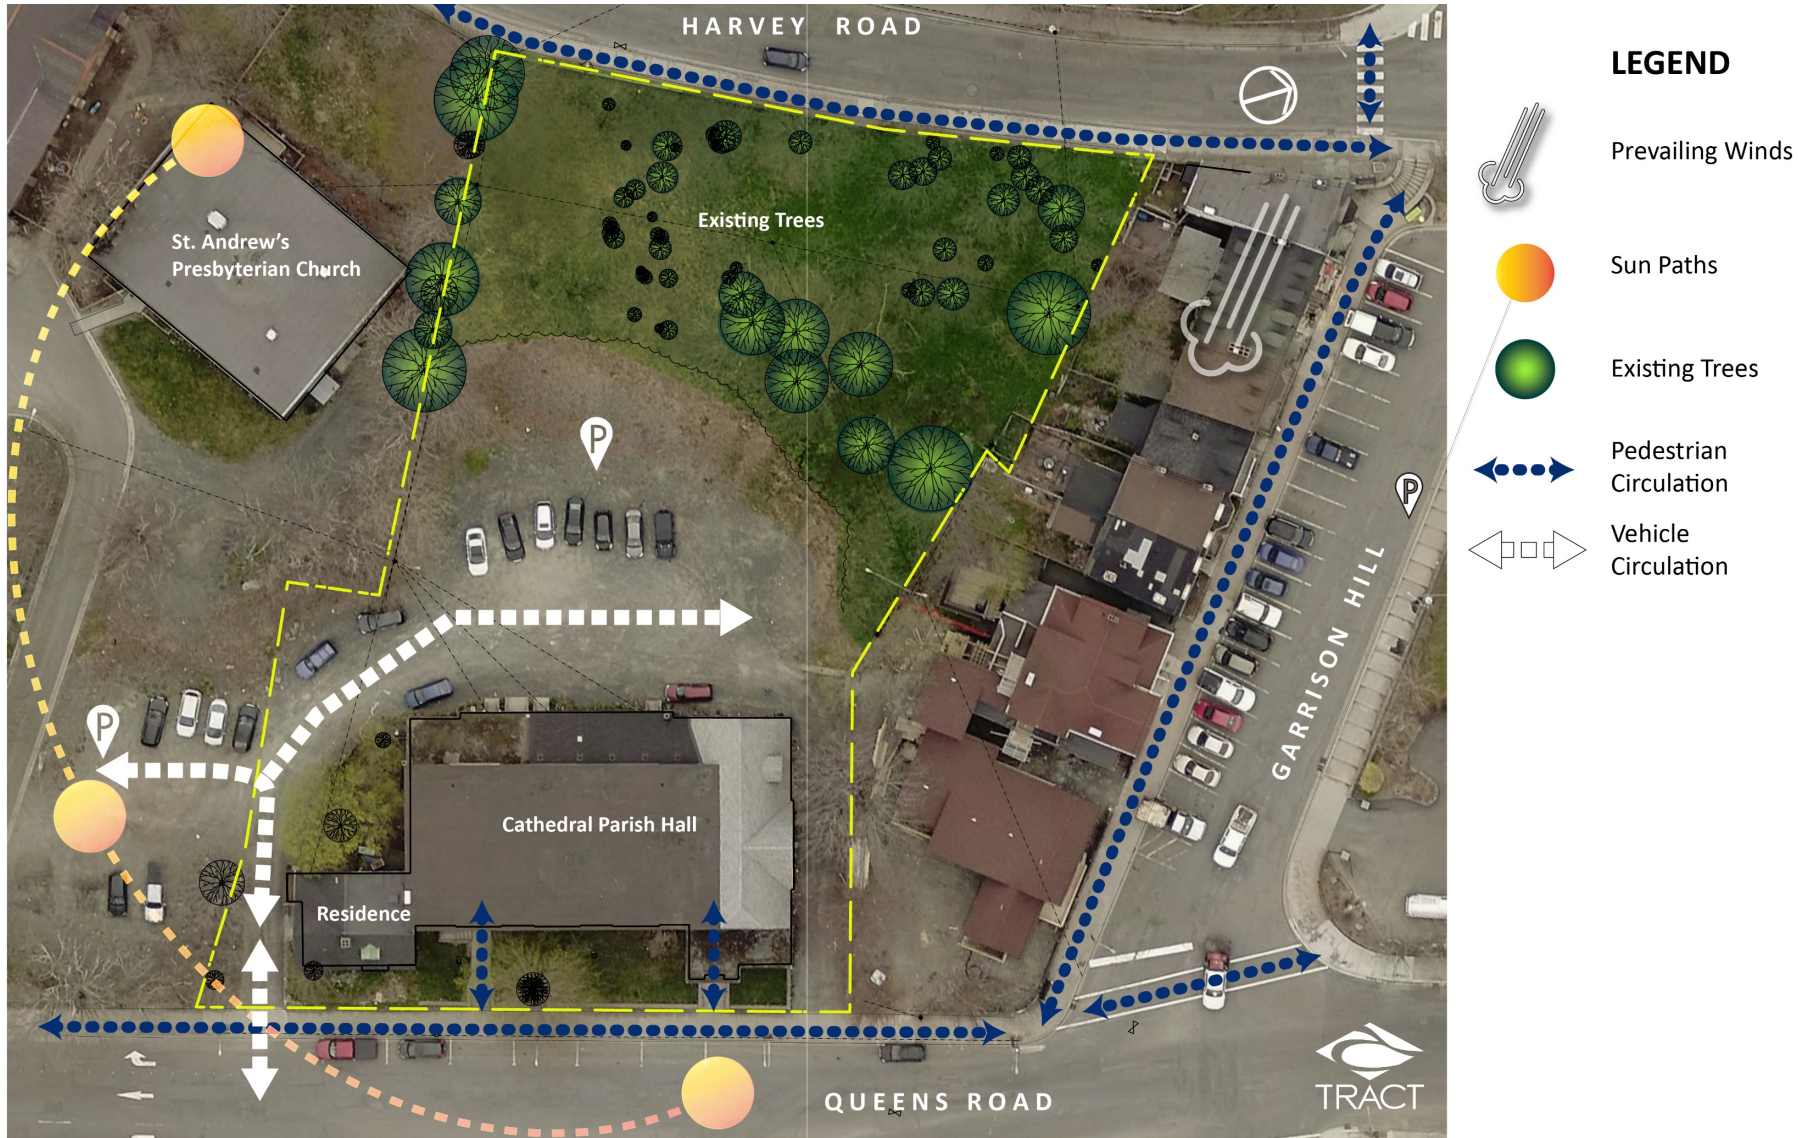 HARVEY ROAD
LEGEND
Prevailing Winds
St. Andrew's
Presbyterian Church
Existing Trees
Sun Paths
Existing Trees
P
Pedestrian
Circulation
P
Vehicle
Circulation
GARRISON HILL
P
Cathedral Parish Hall
Residence
QUEENS ROAD
TRACT